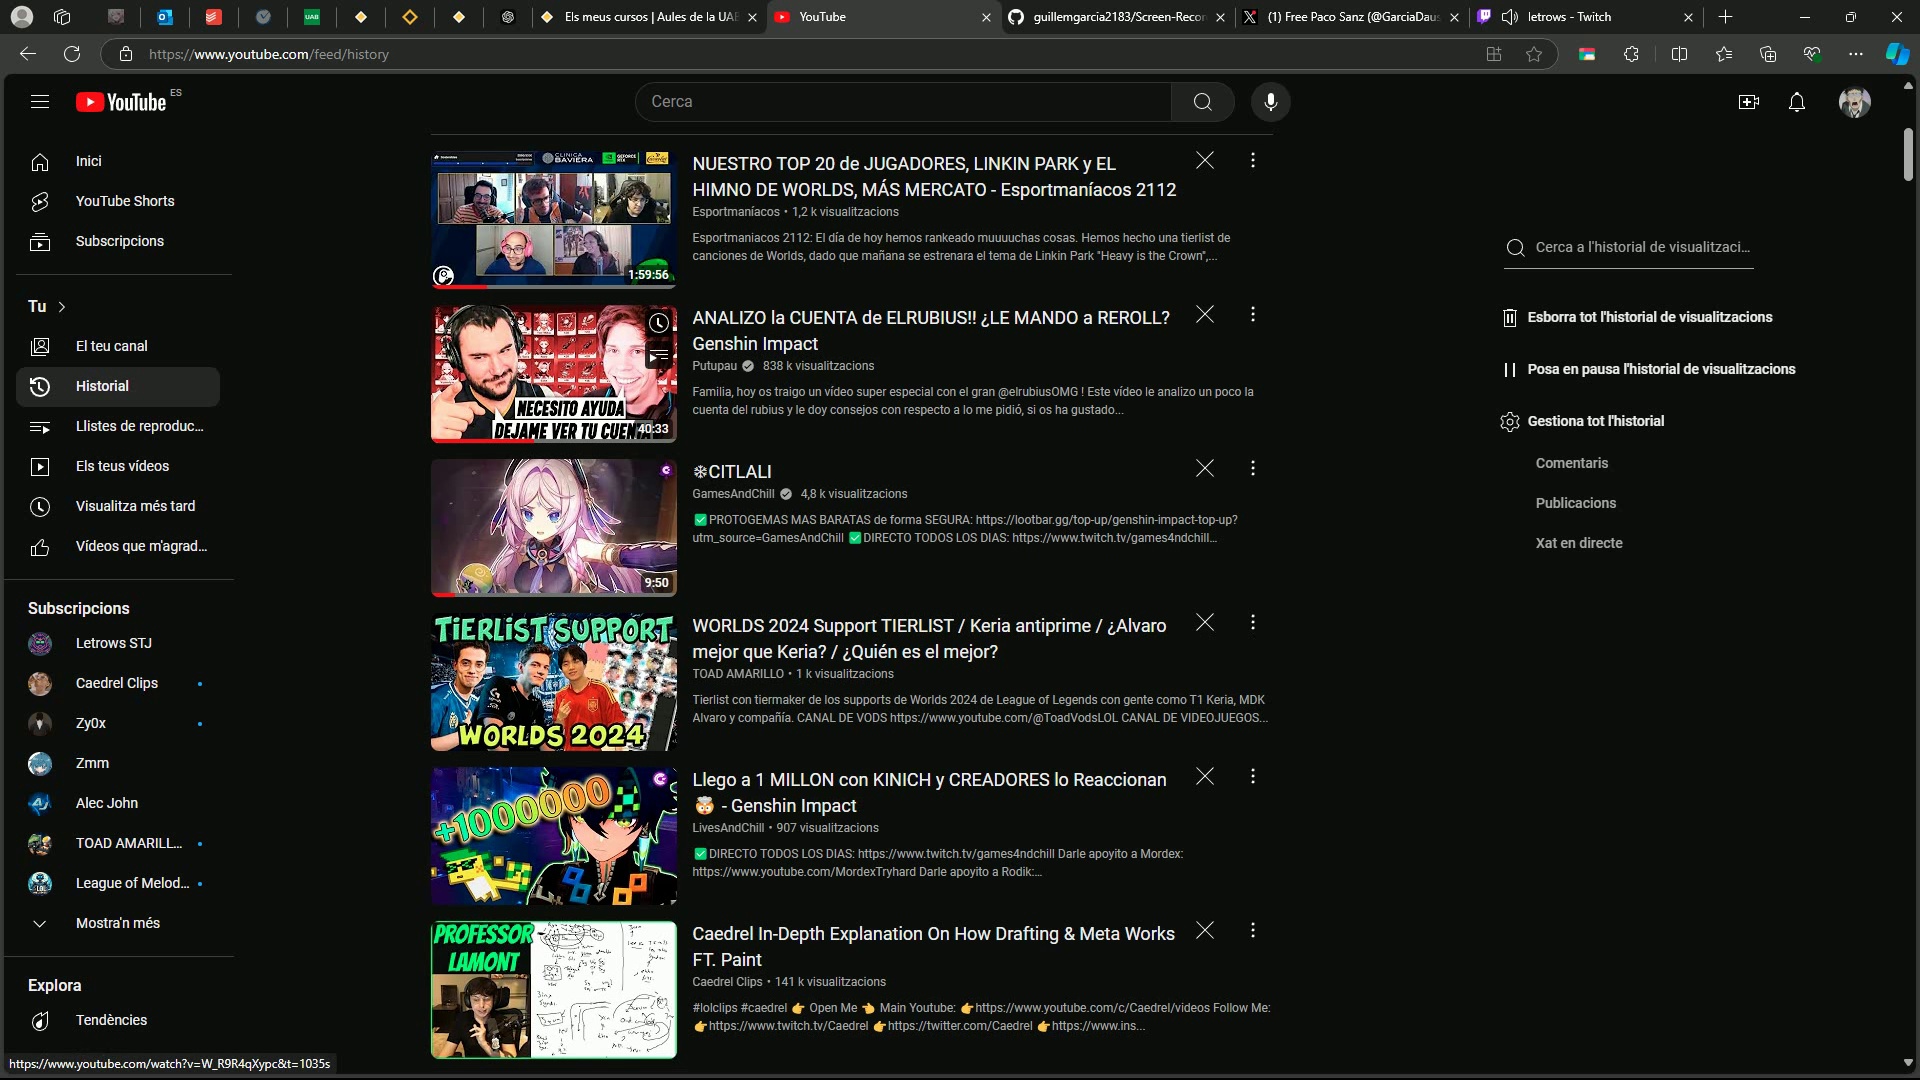 Els meus cursos | Aules de la UAB
YouTube
guillemgarcia2183/Screen-Recor
(1) Free Paco Sanz (@GarciaDaus
letrows - Twitch
https://www.youtube.com/feed/history
YouTube ES
Cerca
Inici
YouTube Shorts
Subscripcions
Tu
El teu canal
Historial
Llistes de reproduc...
Els teus vídeos
Visualitza més tard
Vídeos que m'agrad...
Subscripcions
Letrows STJ
Caedrel Clips
Zy0x
Zmm
Alec John
TOAD AMARILL...
League of Melod...
Mostra'n més
Explora
Tendències
https://www.youtube.com/watch?v=W_R9R4qXypc&t=1035s
CLINICA BAVIERA
1:59:56
NUESTRO TOP 20 de JUGADORES, LINKIN PARK y EL
HIMNO DE WORLDS, MÁS MERCATO - Esportmaníacos 2112
Esportmaníacos • 1,2 k visualitzacions
Esportmaniacos 2112: El día de hoy hemos rankeado muuuuchas cosas. Hemos hecho una tierlist de
canciones de Worlds, dado que mañana se estrenara el tema de Linkin Park "Heavy is the Crown",...
NECESITO AYUDA
DEJAME VER TU CUENTA
40:33
ANALIZO la CUENTA de ELRUBIUS!! ¿LE MANDO a REROLL?
Genshin Impact
Putupau 838 k visualitzacions
Familia, hoy os traigo un vídeo super especial con el gran @elrubiusOMG ! Este vídeo le analizo un poco la
cuenta del rubius y le doy consejos con respecto a lo me pidió, si os ha gustado...
9:50
❄CITLALI
GamesAndChill 4,8 k visualitzacions
✅PROTOGEMAS MAS BARATAS de forma SEGURA: https://lootbar.gg/top-up/genshin-impact-top-up?
utm_source=GamesAndChill ✅DIRECTO TODOS LOS DIAS: https://www.twitch.tv/games4ndchill...
TiERLiST SUPPORT
WORLDS 2024
WORLDS 2024 Support TIERLIST / Keria antiprime / ¿Alvaro
mejor que Keria? / ¿Quién es el mejor?
TOAD AMARILLO • 1 k visualitzacions
Tierlist con tiermaker de los supports de Worlds 2024 de League of Legends con gente como T1 Keria, MDK
Alvaro y compañía. CANAL DE VODS https://www.youtube.com/@ToadVodsLOL CANAL DE VIDEOJUEGOS...
+1000000
Llego a 1 MILLON con KINICH y CREADORES lo Reaccionan
🤯 - Genshin Impact
LivesAndChill • 907 visualitzacions
✅DIRECTO TODOS LOS DIAS: https://www.twitch.tv/games4ndchill Darle apoyito a Mordex:
https://www.youtube.com/MordexTryhard Darle apoyito a Rodik:...
PROFESSOR
LAMONT
Caedrel In-Depth Explanation On How Drafting & Meta Works
FT. Paint
Caedrel Clips • 141 k visualitzacions
#lolclips #caedrel 👉 Open Me 👈 Main Youtube: 👉https://www.youtube.com/c/Caedrel/videos Follow Me:
👉https://www.twitch.tv/Caedrel 👉https://twitter.com/Caedrel 👉https://www.ins...
Cerca a l'historial de visualitzaci...
Esborra tot l'historial de visualitzacions
Posa en pausa l'historial de visualitzacions
Gestiona tot l'historial
Comentaris
Publicacions
Xat en directe